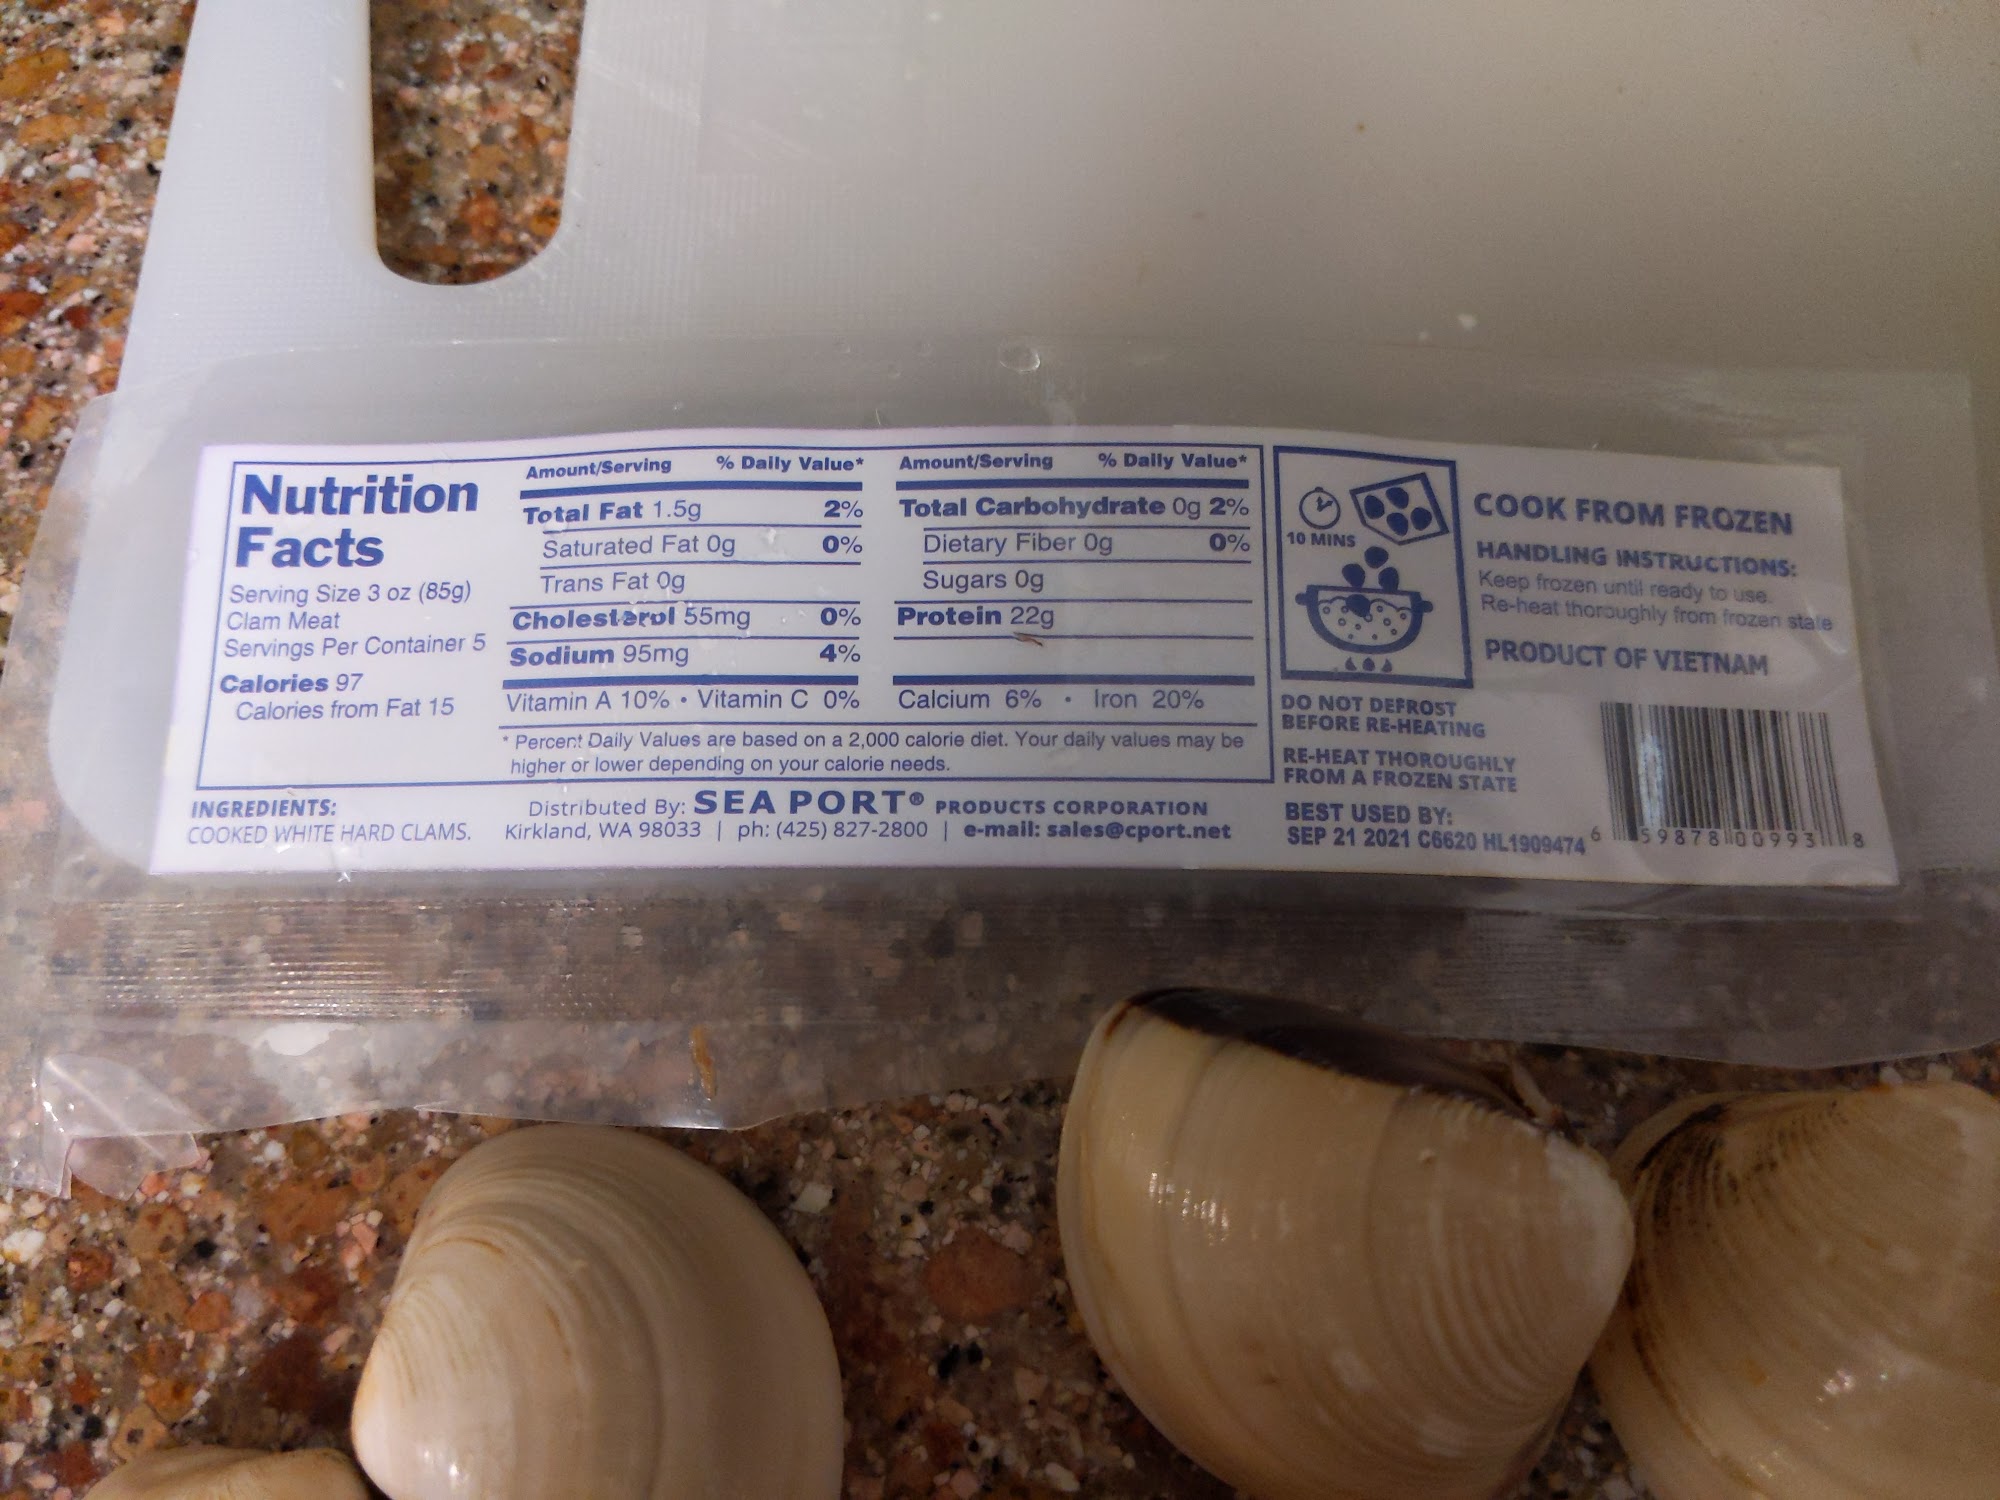 Nutrition
Facts
Serving Size 3 oz (85g)
Clam Meat
Servings Per Container 5
Calories 97
Calories from Fat 15
Amount/Serving % Daily Value*
Total Fat 1.5g 2%
Saturated Fat 0g 0%
Trans Fat 0g
Cholesterol 55mg 0%
Sodium 95mg 4%
Amount/Serving % Daily Value*
Total Carbohydrate 0g 2%
Dietary Fiber 0g 0%
Sugars 0g
Protein 22g
Vitamin A 10% • Vitamin C 0% Calcium 6% • Iron 20%
* Percent Daily Values are based on a 2,000 calorie diet. Your daily values may be
higher or lower depending on your calorie needs.
INGREDIENTS:
COOKED WHITE HARD CLAMS.
Distributed By: SEA PORT® PRODUCTS CORPORATION
Kirkland, WA 98033 | ph: (425) 827-2800 | e-mail: sales@cport.net
10 MINS
COOK FROM FROZEN
HANDLING INSTRUCTIONS:
Keep frozen until ready to use.
Re-heat thoroughly from frozen state
PRODUCT OF VIETNAM
DO NOT DEFROST
BEFORE RE-HEATING
RE-HEAT THOROUGHLY
FROM A FROZEN STATE
BEST USED BY:
SEP 21 2021 C6620 HL1909474
6 59878 00993 8